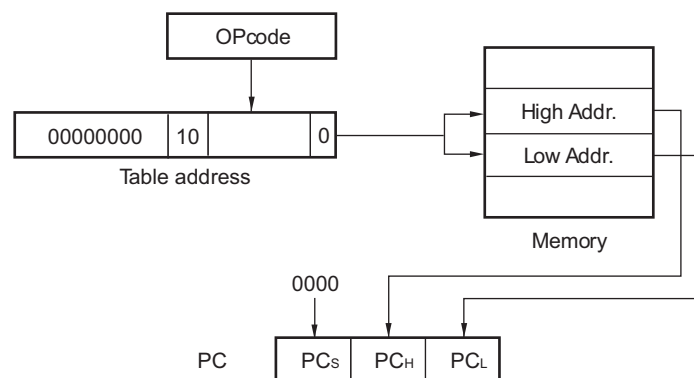 OPcode
00000000 10 0
Table address
High Addr.
Low Addr.
Memory
0000
PC PCS PCH PCL